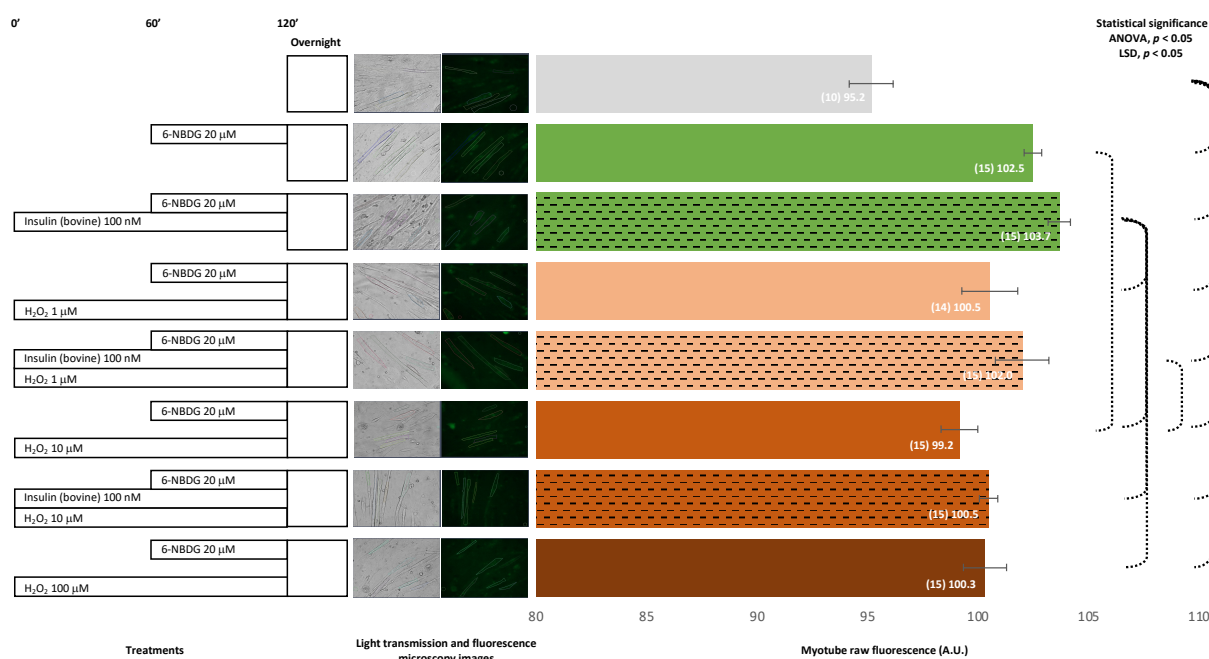 0’ 60’ 120’
Overnight
Statistical significance
ANOVA, p < 0.05
LSD, p < 0.05
(10) 95.2
6-NBDG 20 μM
(15) 102.5
6-NBDG 20 μM
Insulin (bovine) 100 nM
(15) 103.7
6-NBDG 20 μM
H₂O₂ 1 μM
(14) 100.5
6-NBDG 20 μM
Insulin (bovine) 100 nM
H₂O₂ 1 μM
(15) 102.0
6-NBDG 20 μM
H₂O₂ 10 μM
(15) 99.2
6-NBDG 20 μM
Insulin (bovine) 100 nM
H₂O₂ 10 μM
(15) 100.5
6-NBDG 20 μM
H₂O₂ 100 μM
(15) 100.3
80 85 90 95 100 105 110
Treatments
Light transmission and fluorescence
microscopy images
Myotube raw fluorescence (A.U.)